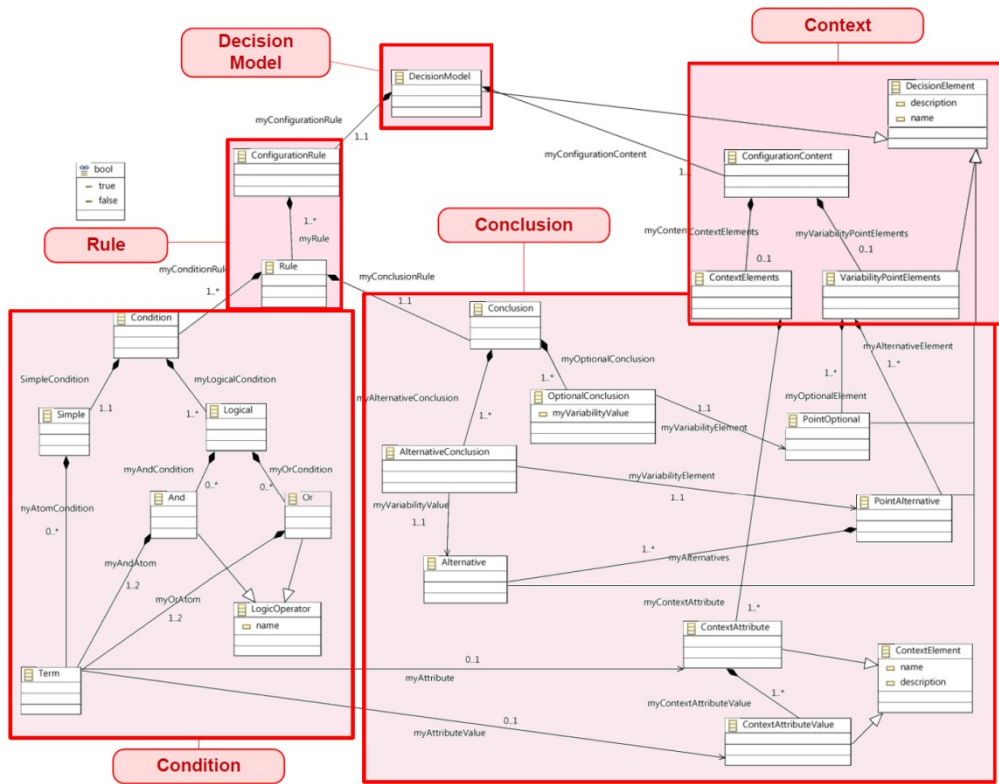 Decision
Model
Context
DecisionModel
DecisionElement
description
name
myConfigurationRule
1..1
myConfigurationContent
1..
bool
true
false
ConfigurationRule
ConfigurationContent
Conclusion
Rule
1..*
myRule
myConditionRule
1..*
Rule
myConclusionRule
1..1
ContextElements
0..1
myVariabilityPointElements
0..1
ContextElements
VariabilityPointElements
Condition
Conclusion
SimpleCondition
1..1
myLogicalCondition
1..*
myOptionalConclusion
1..*
myAlternativeConclusion
1..*
myAlternativeElement
1..*
1..*
myOptionalElement
Simple
Logical
OptionalConclusion
myVariabilityValue
1..1
myVariabilityElement
PointOptional
myAndCondition
0..*
myOrCondition
0..*
AlternativeConclusion
myVariabilityElement
1..1
myVariabilityValue
1..1
PointAlternative
And
Or
nyAtomCondition
0..*
myAndAtom
1..2
myOrAtom
1..2
Alternative
1..*
myAlternatives
LogicOperator
name
myContextAttribute
1..*
ContextAttribute
ContextElement
name
description
Term
0..1
myAttribute
1..*
myContextAttributeValue
0..1
myAttributeValue
ContextAttributeValue
Condition